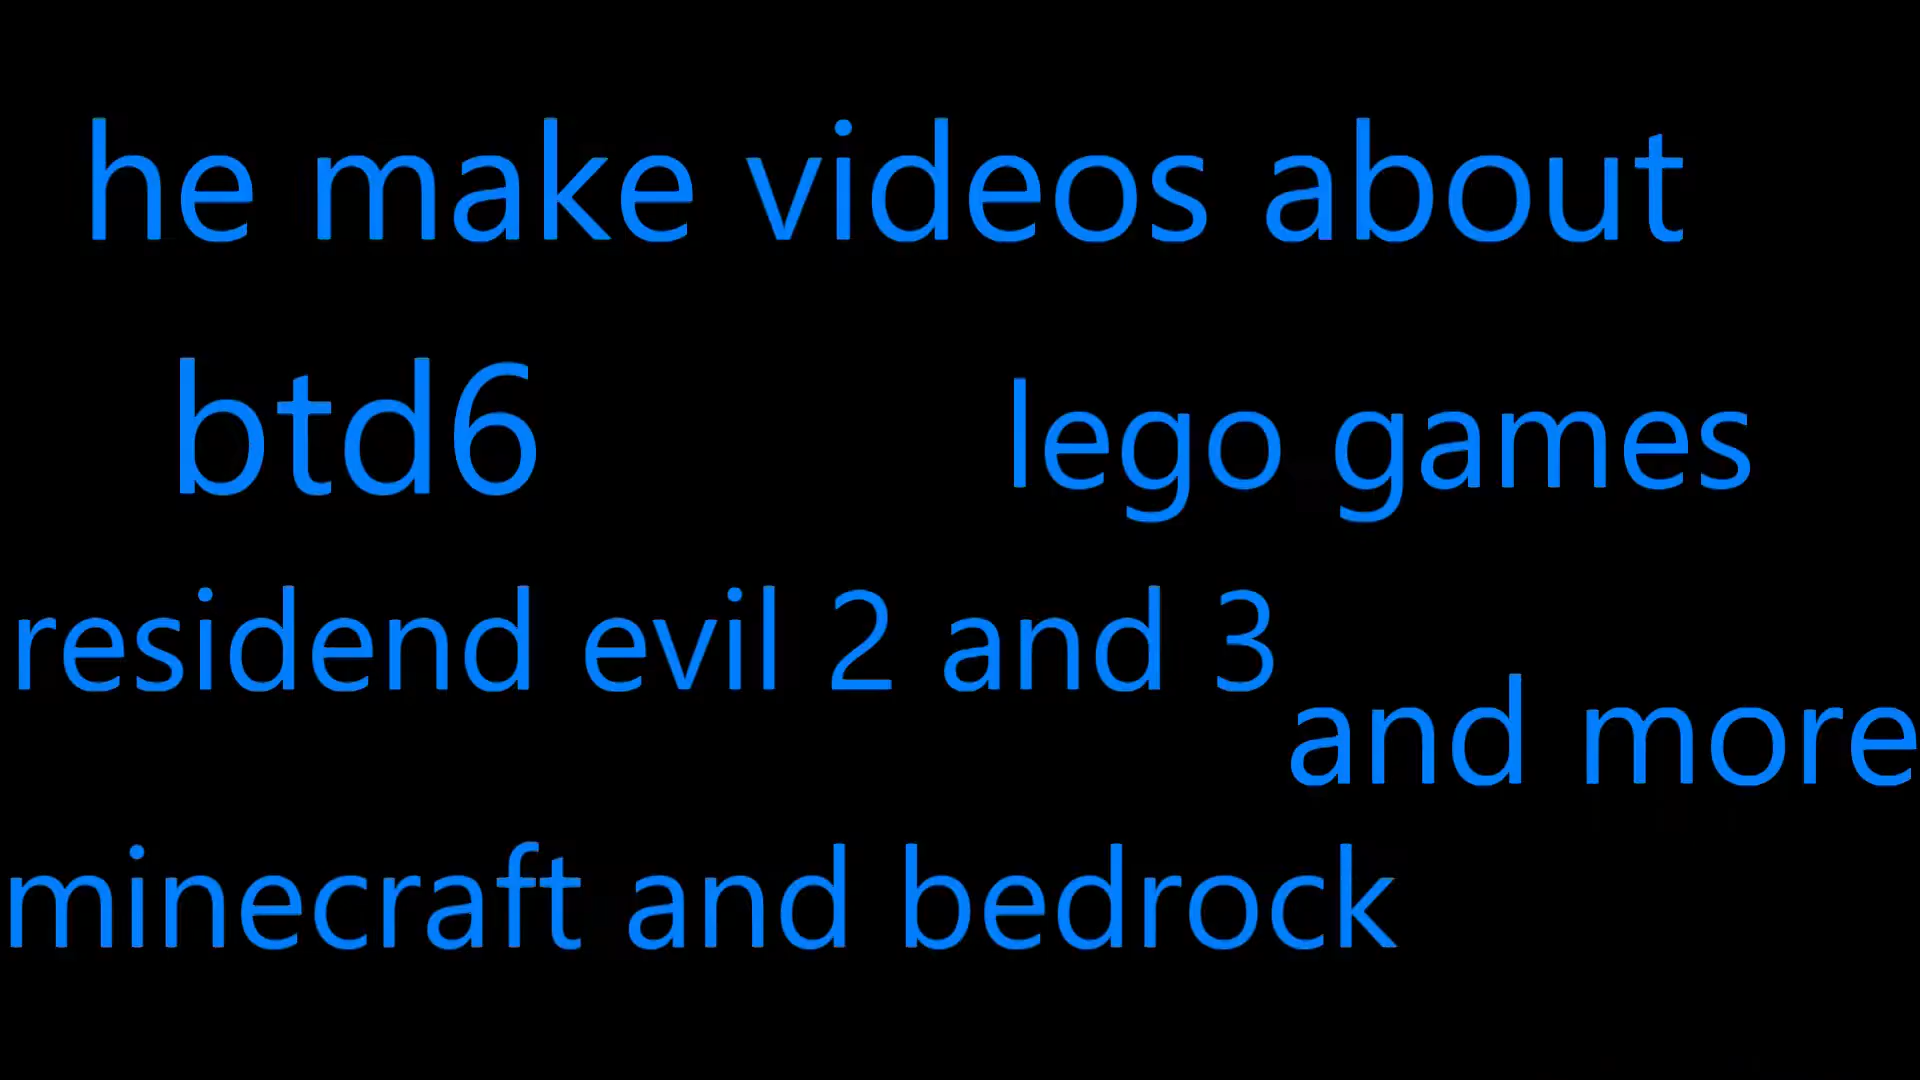 he make videos about
btd6
lego games
residend evil 2 and 3
and more
minecraft and bedrock